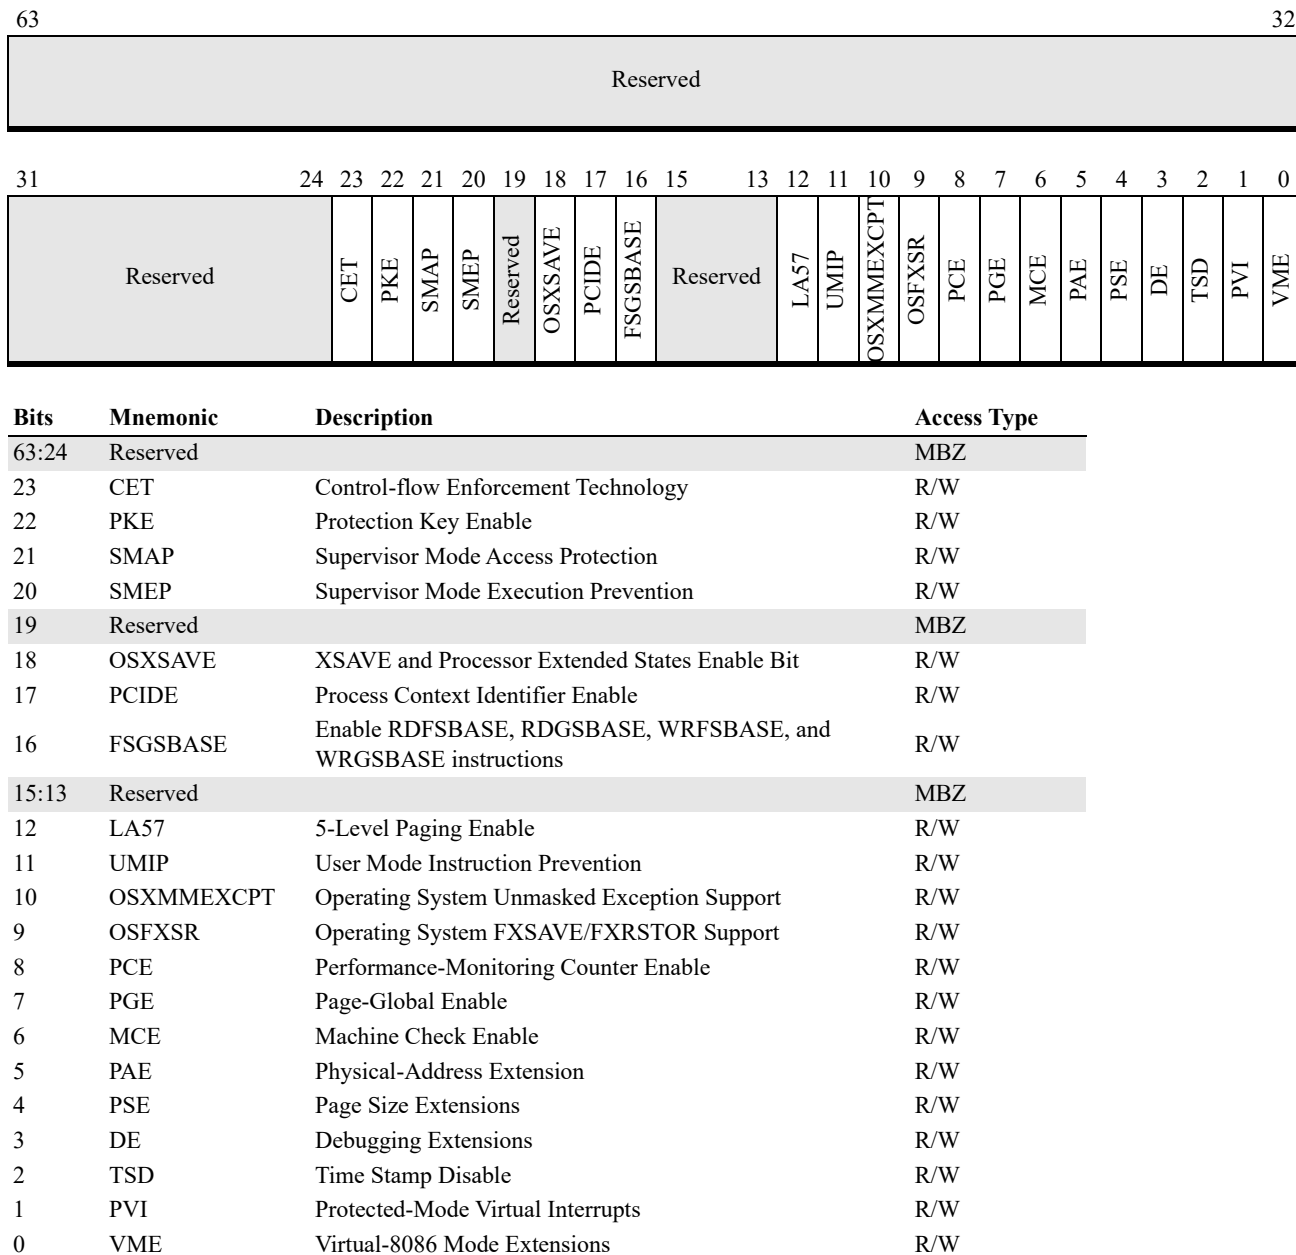 63 32
Reserved
31 24 23 22 21 20 19 18 17 16 15 13 12 11 10 9 8 7 6 5 4 3 2 1 0
Reserved CET PKE SMAP SMEP Reserved OSXSAVE PCIDE FSGSBASE Reserved LA57 UMIP OSXMMEXCPT OSFXSR PCE PGE MCE PAE PSE DE TSD PVI VME
Bits Mnemonic Description Access Type
63:24 Reserved MBZ
23 CET Control-flow Enforcement Technology R/W
22 PKE Protection Key Enable R/W
21 SMAP Supervisor Mode Access Protection R/W
20 SMEP Supervisor Mode Execution Prevention R/W
19 Reserved MBZ
18 OSXSAVE XSAVE and Processor Extended States Enable Bit R/W
17 PCIDE Process Context Identifier Enable R/W
16 FSGSBASE Enable RDFSBASE, RDGSBASE, WRFSBASE, and
WRGSBASE instructions R/W
15:13 Reserved MBZ
12 LA57 5-Level Paging Enable R/W
11 UMIP User Mode Instruction Prevention R/W
10 OSXMMEXCPT Operating System Unmasked Exception Support R/W
9 OSFXSR Operating System FXSAVE/FXRSTOR Support R/W
8 PCE Performance-Monitoring Counter Enable R/W
7 PGE Page-Global Enable R/W
6 MCE Machine Check Enable R/W
5 PAE Physical-Address Extension R/W
4 PSE Page Size Extensions R/W
3 DE Debugging Extensions R/W
2 TSD Time Stamp Disable R/W
1 PVI Protected-Mode Virtual Interrupts R/W
0 VME Virtual-8086 Mode Extensions R/W